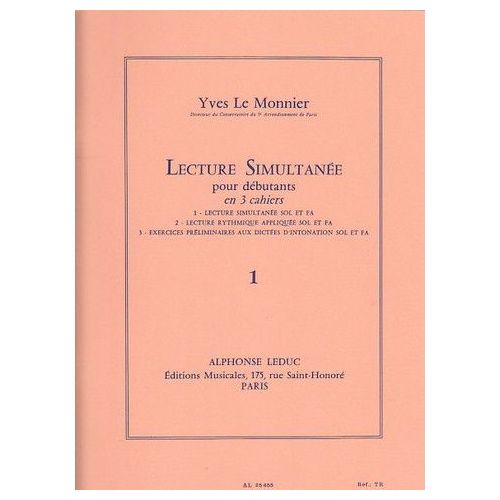 Yves Le Monnier
Directeur du Conservatoire du 9e Arrondissement de Paris
LECTURE SIMULTANÉE
pour débutants
en 3 cahiers
1 - LECTURE SIMULTANÉE SOL ET FA
2 - LECTURE RYTHMIQUE APPLIQUÉE SOL ET FA
3 - EXERCICES PRÉLIMINAIRES AUX DICTÉES D'INTONATION SOL ET FA
1
ALPHONSE LEDUC
Éditions Musicales, 175, rue Saint-Honoré
PARIS
AL 25455
Réf.: TR